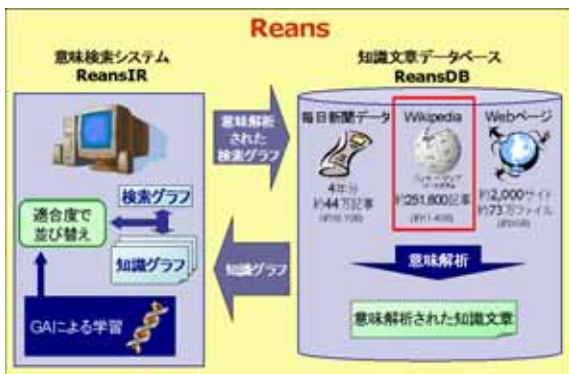 Reans
意味検索システム
ReansIR
知識文章データベース
ReansDB
意味解析
された
検索グラフ
毎日新聞データ
4年分
約44万記事
Wikipedia
約251,600記事
Webページ
約2,000サイト
約73万ファイル
検索グラフ
適合度で
並び替え
知識グラフ
知識グラフ
意味解析
GAによる学習
意味解析された知識文章